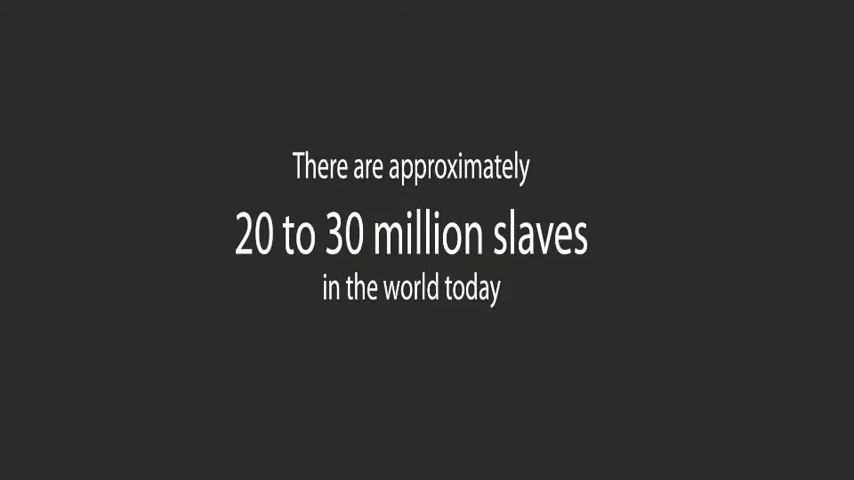 There are approximately
20 to 30 million slaves
in the world today